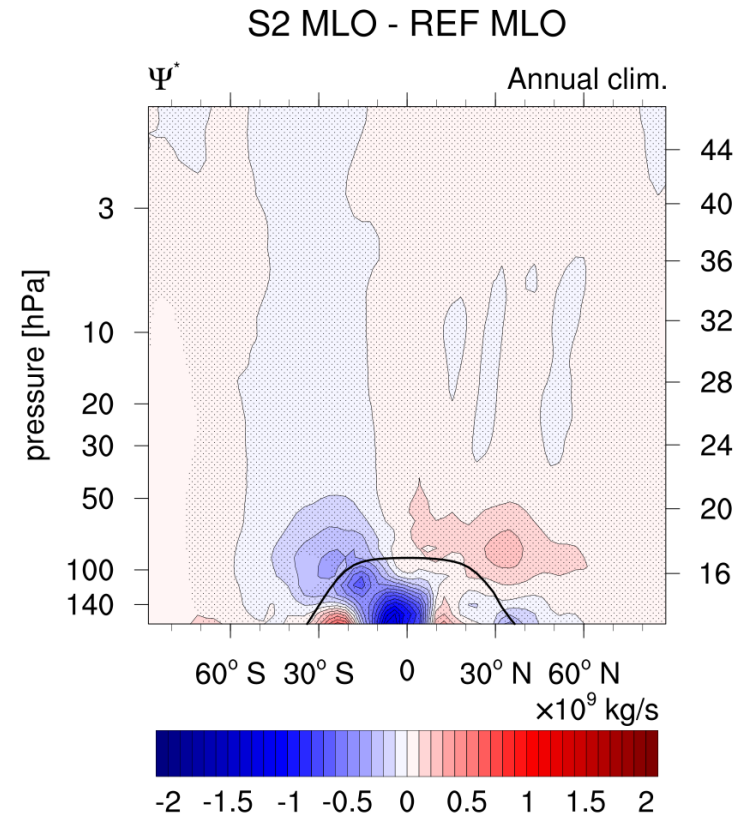 S2 MLO - REF MLO
Ψ* Annual clim.
44
3 40
36
10 32
20 28
30 24
50 20
100 16
140
pressure [hPa]
60° S 30° S 0 30° N 60° N
×10⁹ kg/s
-2 -1.5 -1 -0.5 0 0.5 1 1.5 2